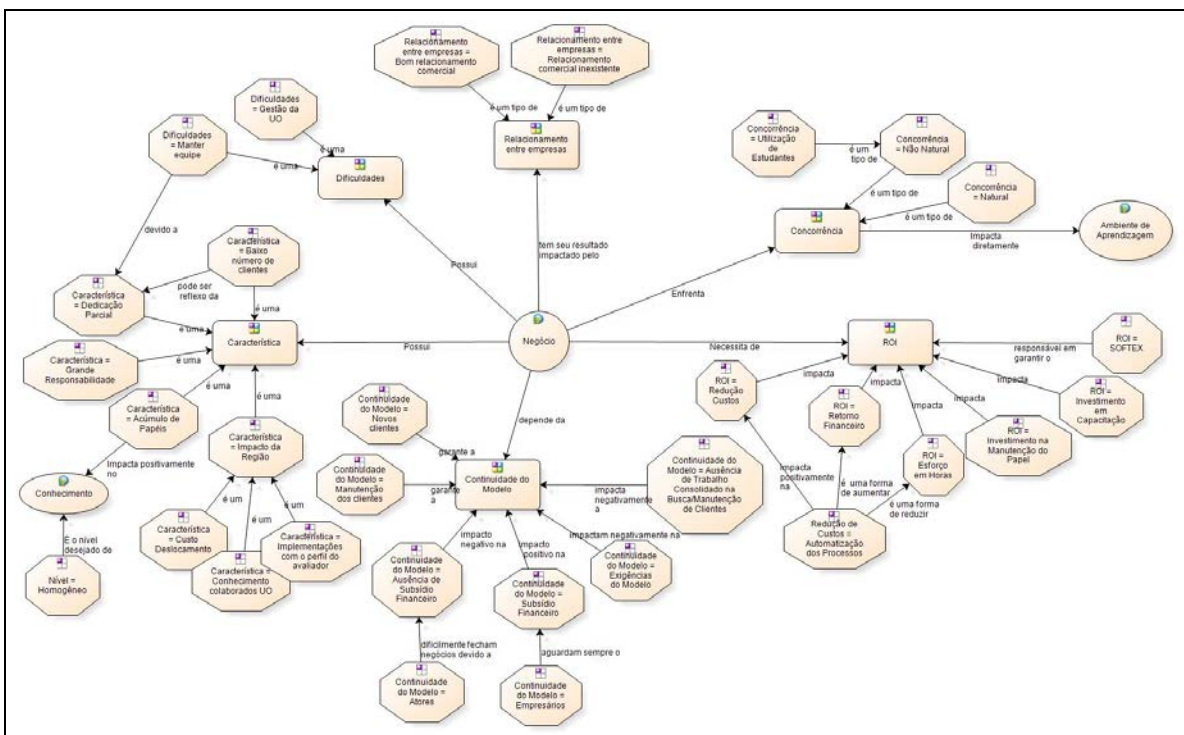 Relacionamento
entre empresas =
Bom relacionamento
comercial
Relacionamento entre
empresas =
Relacionamento
comercial inexistente
é um tipo de
é um tipo de
Relacionamento
entre empresas
Dificuldades
= Gestão da
UO
Dificuldades
= Manter
equipe
é uma
é uma
Dificuldades
Concorrência
= Utilização
de
Estudantes
é um
tipo de
Concorrência
= Não Natural
é um tipo de
Concorrência
= Natural
é um tipo de
Concorrência
Impacta
diretamente
Ambiente de
Aprendizagem
devido a
Característica
= Baixo
número de
clientes
pode ser
reflexo da
Característica
= Dedicação
Parcial
é uma
é uma
Possui
tem seu resultado
impactado pelo
Enfrenta
Característica
Possui
Negócio
Necessita de
ROI
responsável em
garantir o
ROI =
SOFTEX
Característica =
Grande
Responsabilidade
é uma
é uma
Característica
= Acúmulo de
Papéis
é uma
Característica
= Impacto da
Região
Impacta positivamente
no
Conhecimento
É o nível
desejado de
Nível =
Homogêneo
é um
é um
é um
Característica
= Custo
Deslocamento
Característica =
Conhecimento
colaborados UO
Característica =
Implementações
com o perfil do
avaliador
depende da
Continuidade
do Modelo =
Novos
clientes
garante a
Continuidade
do Modelo =
Manutenção
de clientes
garante
a
Continuidade do
Modelo
impacta
negativamente
a
Continuidade do
Modelo = Ausência
de Trabalho
Consolidado na
Busca/Manutenção
de Clientes
impacto
negativo na
impacto
positivo na
impactam negativamente na
Continuidade
do Modelo =
Ausência de
Subsídio
Financeiro
Continuidade
do Modelo =
Subsídio
Financeiro
Continuidade
do Modelo =
Exigências
do Modelo
dificilmente fecham
negócios devido a
Continuidade
do Modelo =
Atores
aguardam sempre o
Continuidade
do Modelo =
Empresários
impacta
impacta
impacta
impacta
impacta
ROI =
Redução
Custos
ROI =
Retorno
Financeiro
ROI =
Esforço
em Horas
ROI =
Investimento na
Manutenção do
Papel
ROI =
Investimento
em
Capacitação
impacta
positivamente
na
é uma forma
de aumentar
é uma forma
de reduzir
Redução de
Custos =
Automatização
dos Processos